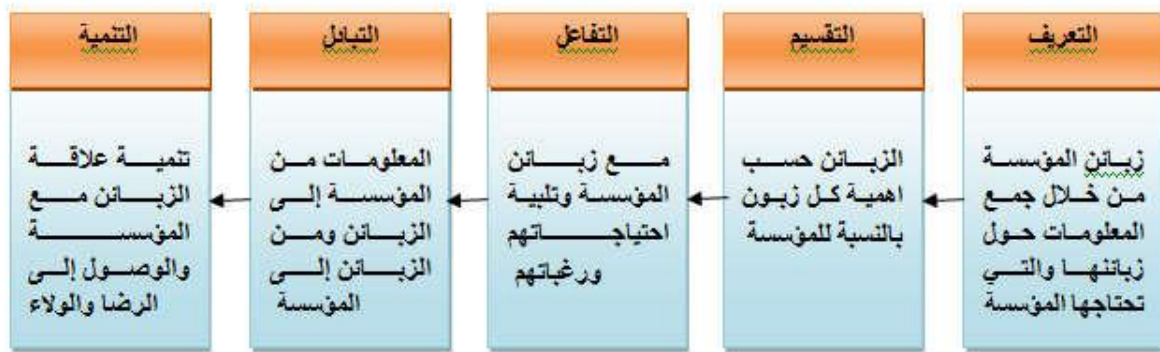 التعريف
زبائن المؤسسة
من خلال جمع
المعلومات حول
زبائنها والتي
تحتاجها المؤسسة
التقسيم
الزبائن حسب
اهمية كل زبون
بالنسبة للمؤسسة
التفاعل
مع زبائن
المؤسسة وتلبية
احتياجاتهم
ورغباتهم
التبادل
المعلومات من
المؤسسة إلى
الزبائن ومن
الزبائن إلى
المؤسسة
التنمية
تنمية علاقة
الزبائن مع
المؤسسة
والوصول إلى
الرضا والولاء